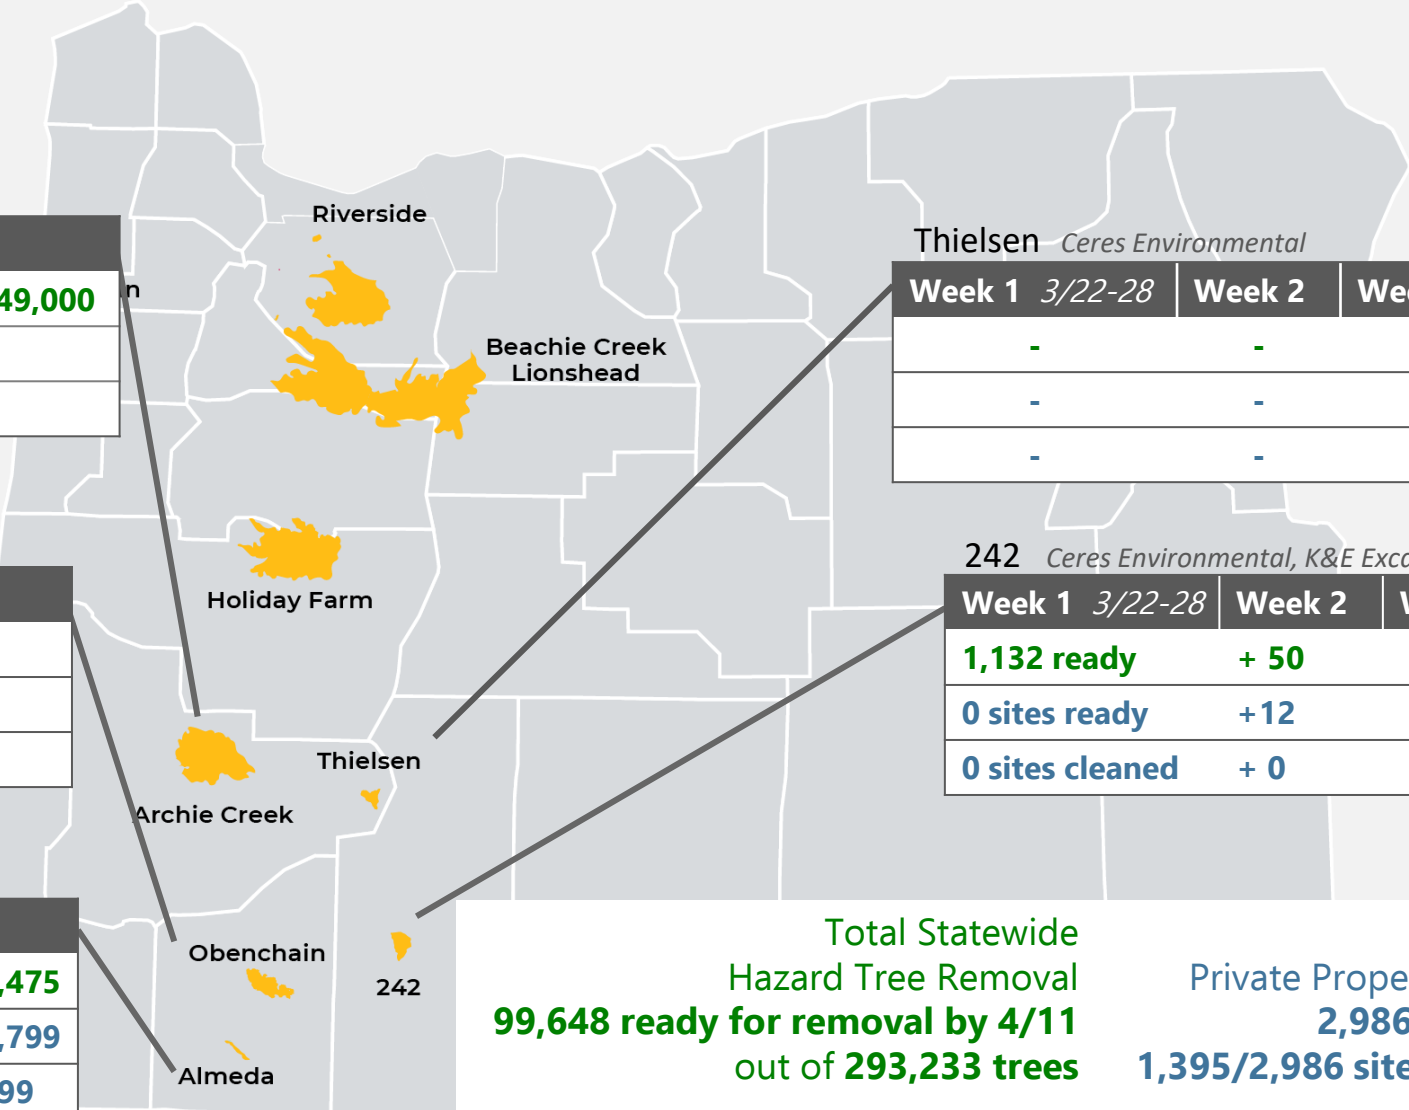 Riverside
49,000
n
Beachie Creek
Lionshead
Thielsen Ceres Environmental
Week 1 3/22-28 Week 2
- -
- -
- -
Holiday Farm
242 Ceres Environmental, K&E
Week 1 3/22-28 Week 2
1,132 ready + 50
0 sites ready +12
0 sites cleaned + 0
Thielsen
Archie Creek
Obenchain
242
,475
,799
99
Almeda
Total Statewide
Hazard Tree Removal
99,648 ready for removal by 4/11
out of 293,233 trees
Private
2,986
1,395/2,986